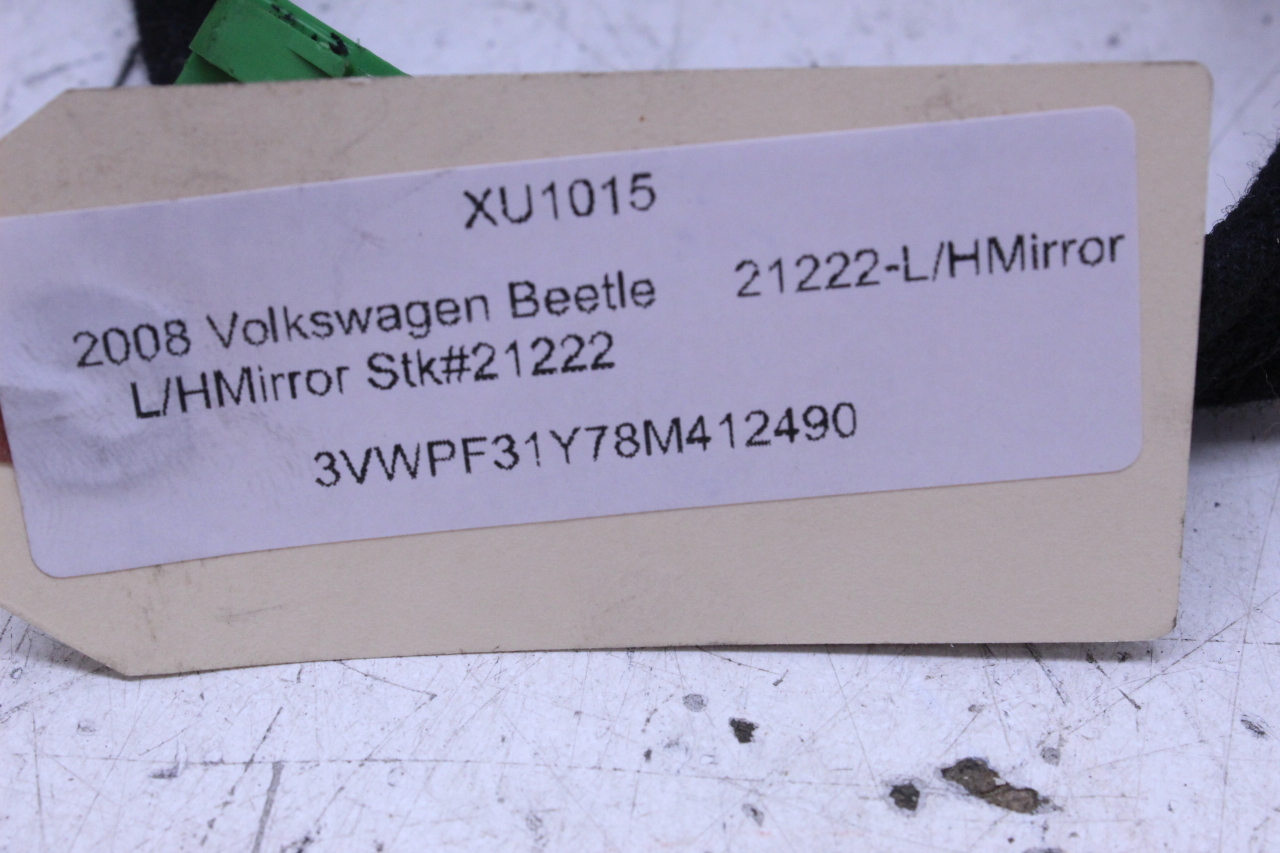 XU1015
2008 Volkswagen Beetle 21222-L/HMirror
L/HMirror Stk#21222
3VWPF31Y78M412490